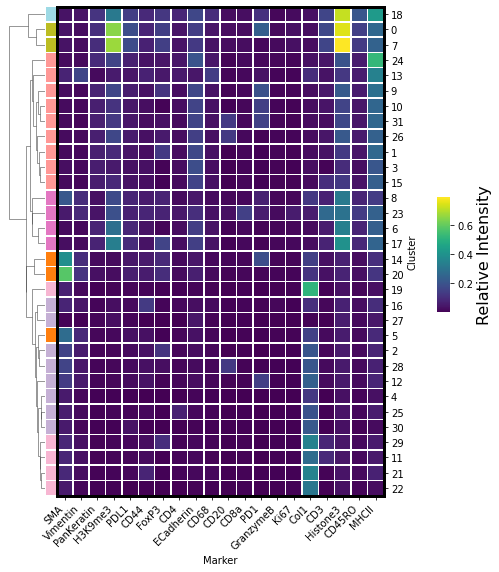 18
0
7
24
13
9
10
31
26
1
3
15
8
23
6
17
14
20
19
16
27
5
2
28
12
4
25
30
29
11
21
22
Cluster
0.6
0.4
0.2
Relative Intensity
SMA
Vimentin
PanKeratin
H3K9me3
PDL1
CD44
FoxP3
CD4
ECadherin
CD68
CD20
CD8a
PD1
GranzymeB
Ki67
Col1
CD3
Histone3
CD45RO
MHCII
Marker